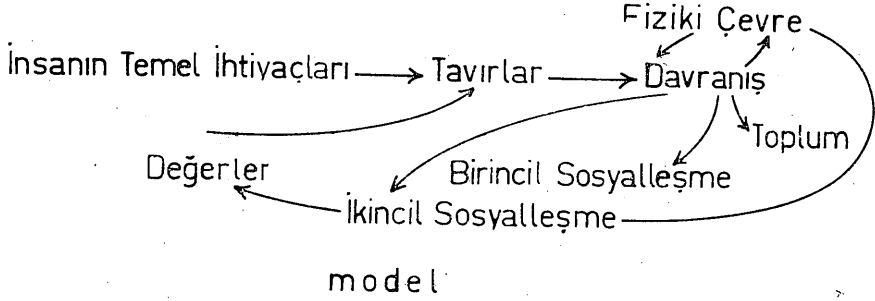 Fiziki Çevre
İnsanın Temel İhtiyaçları
Tavırlar
Davranış
Toplum
Değerler
Birincil Sosyalleşme
İkincil Sosyalleşme
model